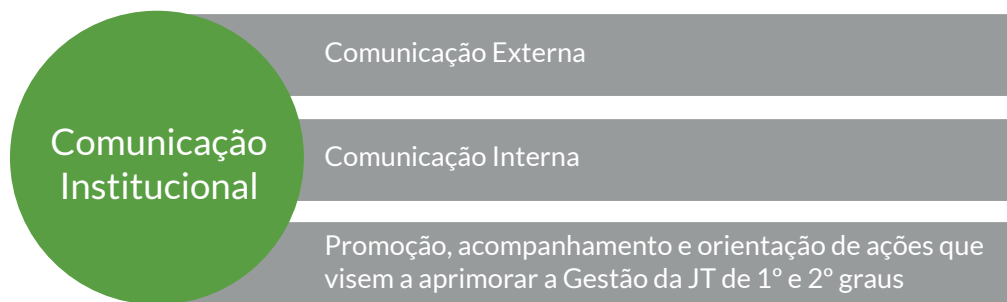 Comunicação
Institucional
Comunicação Externa
Comunicação Interna
Promoção, acompanhamento e orientação de ações que
visem a aprimorar a Gestão da JT de 1º e 2º graus